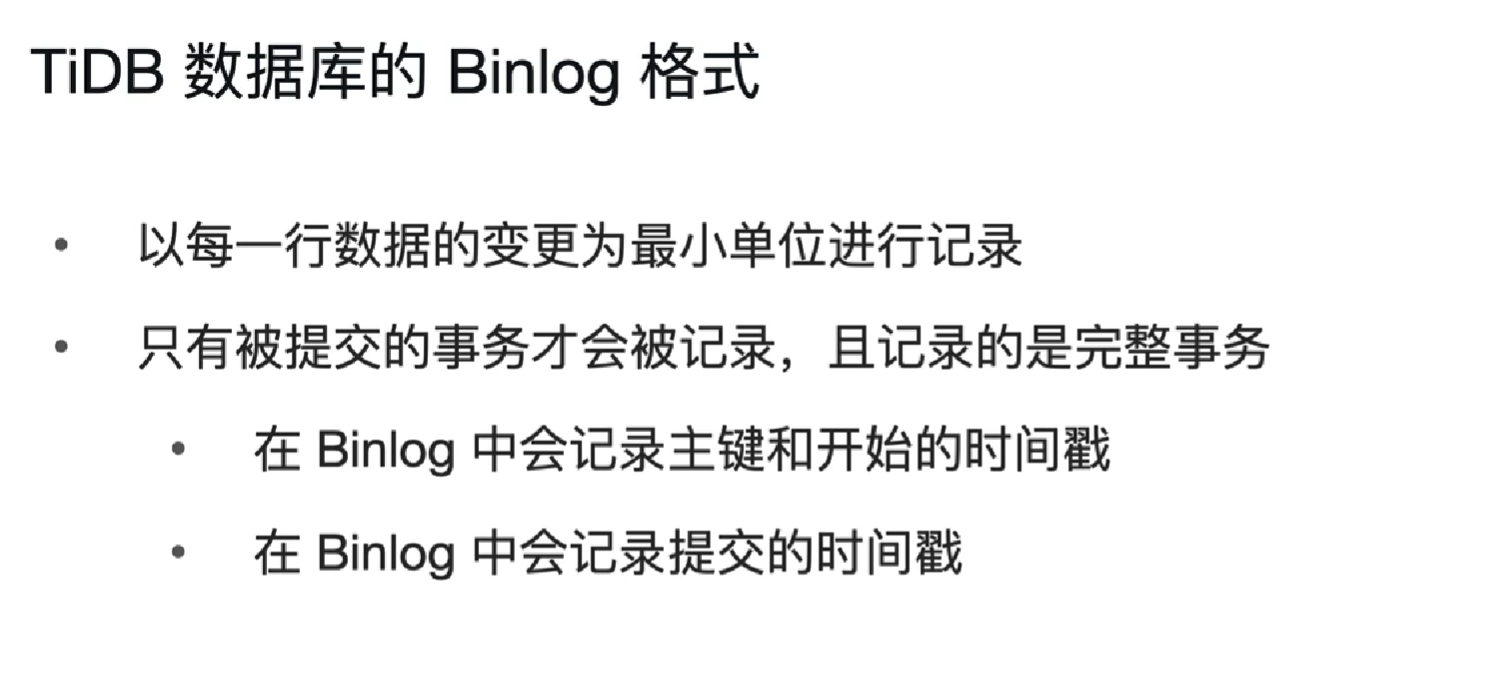 TiDB 数据库的 Binlog 格式
• 以每一行数据的变更为最小单位进行记录
• 只有被提交的事务才会被记录，且记录的是完整事务
• 在 Binlog 中会记录主键和开始的时间戳
• 在 Binlog 中会记录提交的时间戳